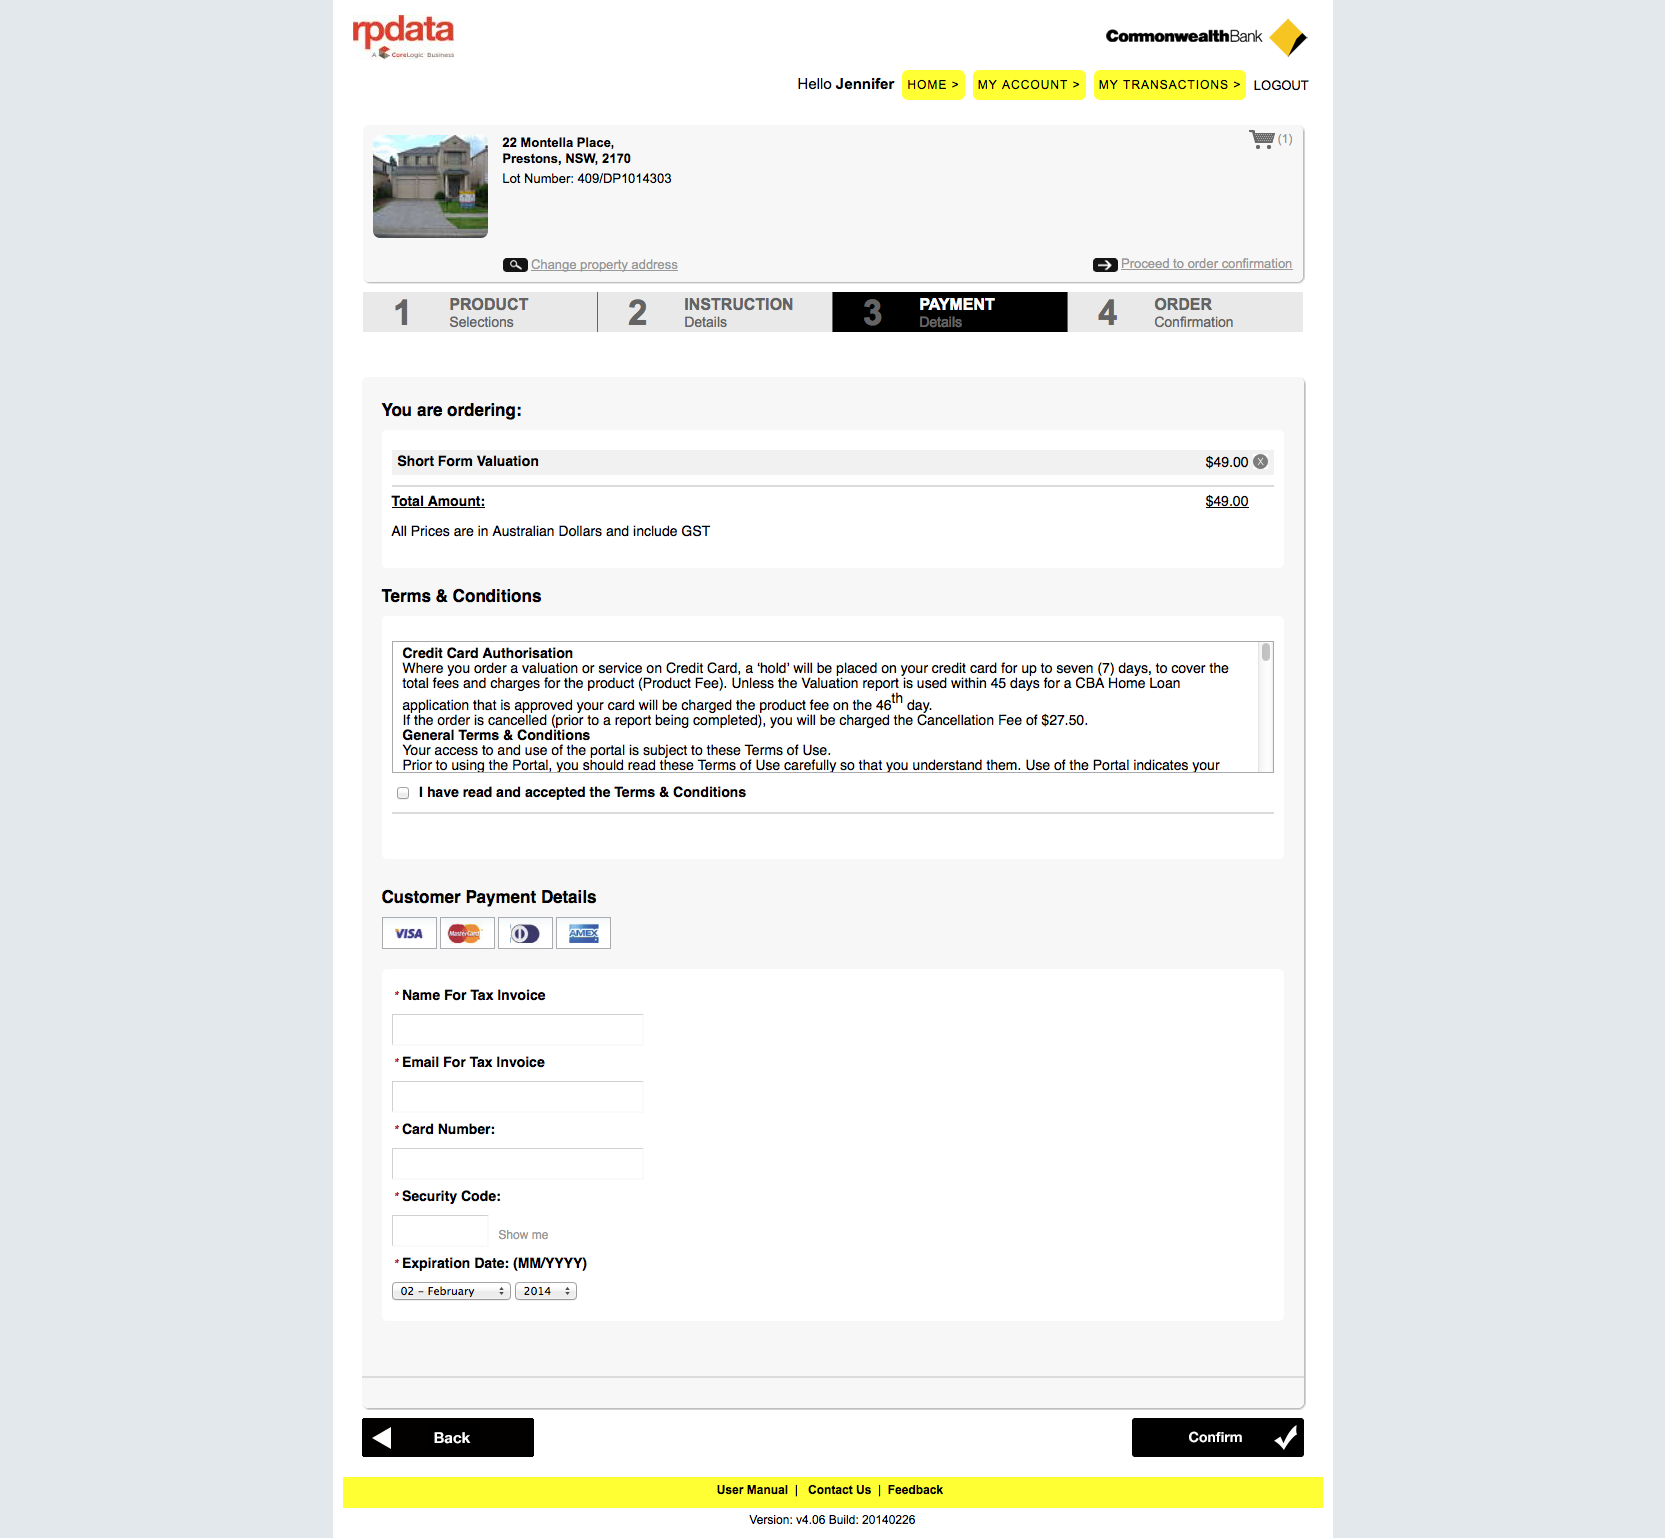 rpdata
A CoreLogic Business
CommonwealthBank
Hello Jennifer HOME > MY ACCOUNT > MY TRANSACTIONS > LOGOUT
22 Montella Place,
Prestons, NSW, 2170
Lot Number: 409/DP1014303
(1)
Change property address
Proceed to order confirmation
1 PRODUCT Selections
2 INSTRUCTION Details
3 PAYMENT Details
4 ORDER Confirmation
You are ordering:
Short Form Valuation $49.00 X
Total Amount: $49.00
All Prices are in Australian Dollars and include GST
Terms & Conditions
Credit Card Authorisation
Where you order a valuation or service on Credit Card, a ‘hold’ will be placed on your credit card for up to seven (7) days, to cover the
total fees and charges for the product (Product Fee). Unless the Valuation report is used within 45 days for a CBA Home Loan
application that is approved your card will be charged the product fee on the 46th day.
If the order is cancelled (prior to a report being completed), you will be charged the Cancellation Fee of $27.50.
General Terms & Conditions
Your access to and use of the portal is subject to these Terms of Use.
Prior to using the Portal, you should read these Terms of Use carefully so that you understand them. Use of the Portal indicates your
I have read and accepted the Terms & Conditions
Customer Payment Details
VISA MasterCard AMEX
* Name For Tax Invoice
* Email For Tax Invoice
* Card Number:
* Security Code:
Show me
* Expiration Date: (MM/YYYY)
02 - February 2014
Back
Confirm
User Manual | Contact Us | Feedback
Version: v4.06 Build: 20140226